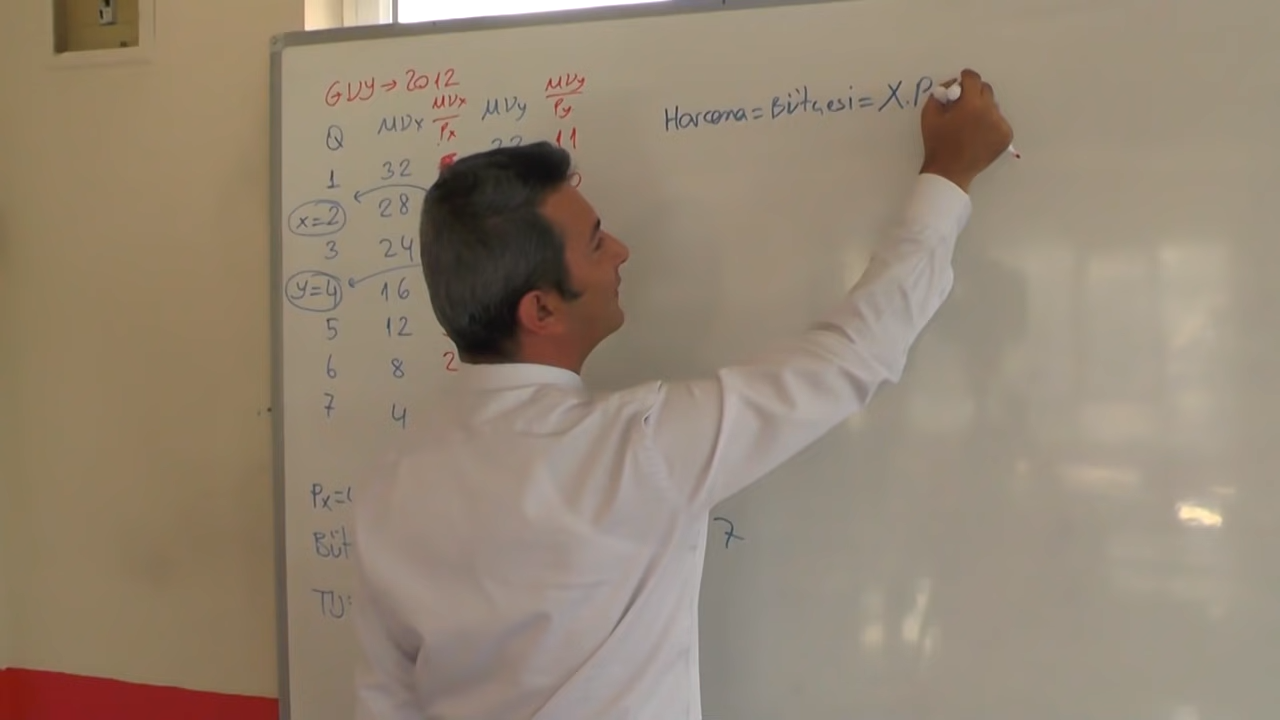 GUY → 2012
Q MUx MUx/Px MUy MUy/Py
1 32 22 11
x=2 28
3 24
y=4 16
5 12
6 8 2
7 4
Px=
Büt
TU=
7
Harcama = Bütçesi = X.P